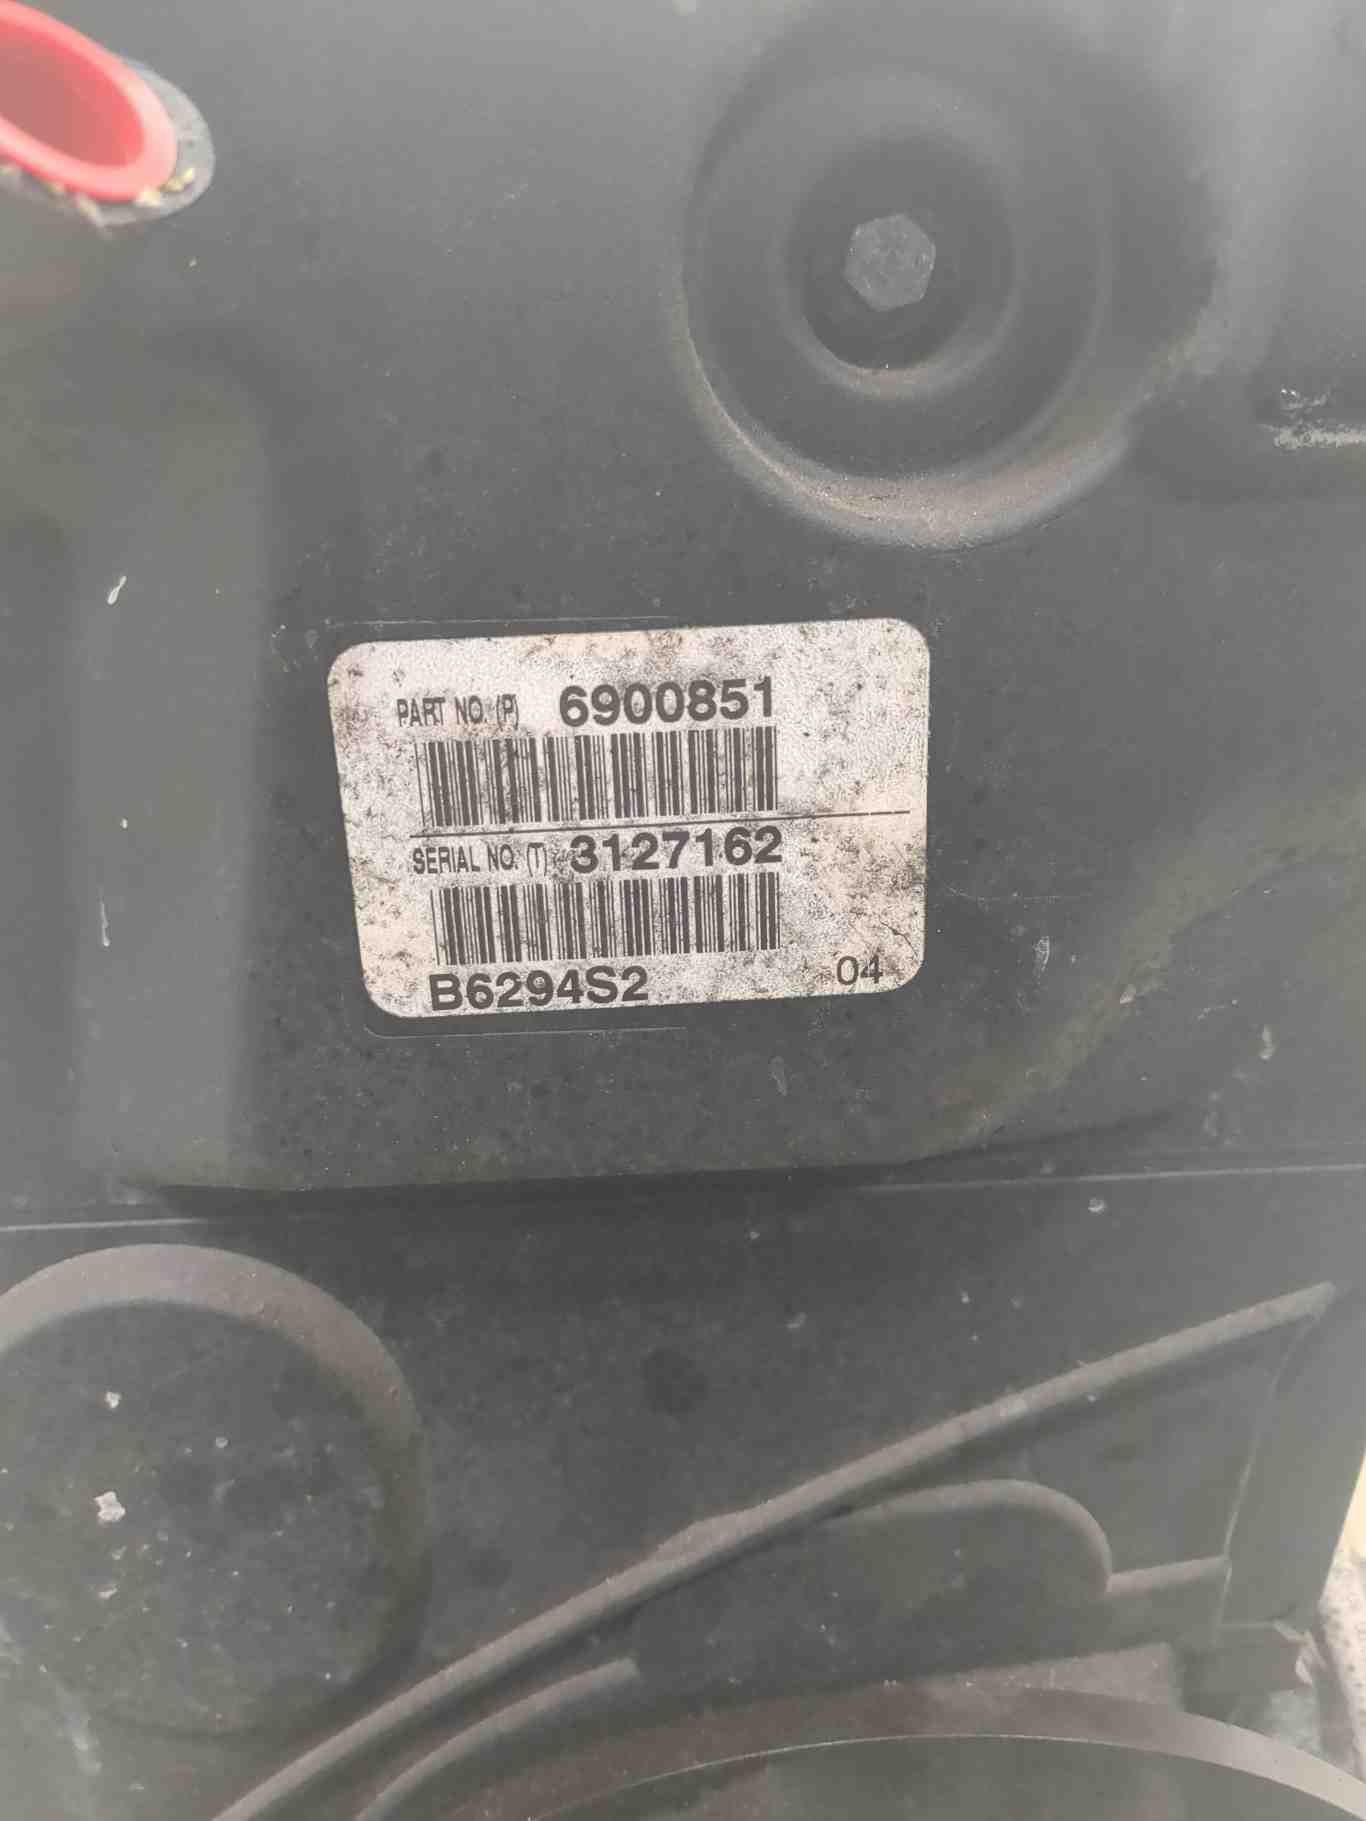 PART NO. (P) 6900851
SERIAL NO. (T) 3127162
B6294S2 04